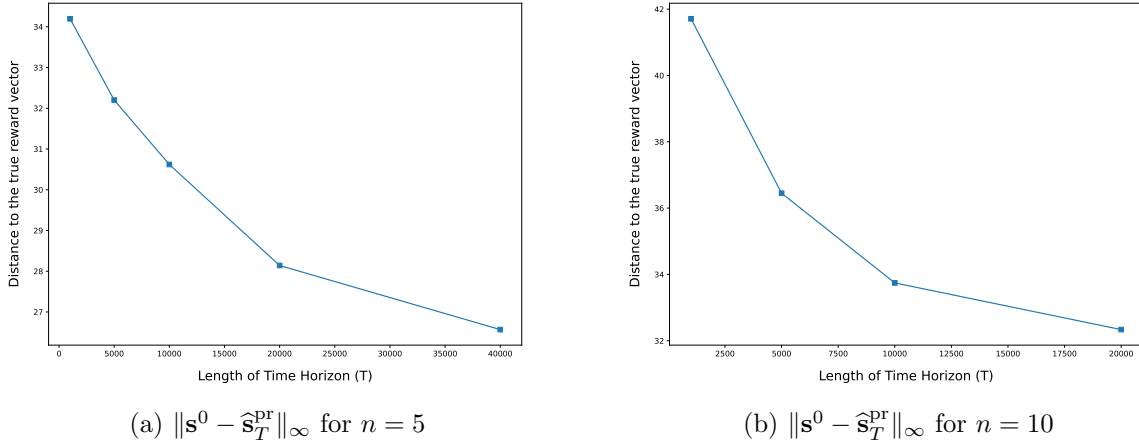 34
33
32
31
30
29
28
27
Distance to the true reward vector
0 5000 10000 15000 20000 25000 30000 35000 40000
Length of Time Horizon (T)
(a) ‖s⁰ − ŝ_T^pr‖_∞ for n = 5
42
40
38
36
34
32
Distance to the true reward vector
2500 5000 7500 10000 12500 15000 17500 20000
Length of Time Horizon (T)
(b) ‖s⁰ − ŝ_T^pr‖_∞ for n = 10